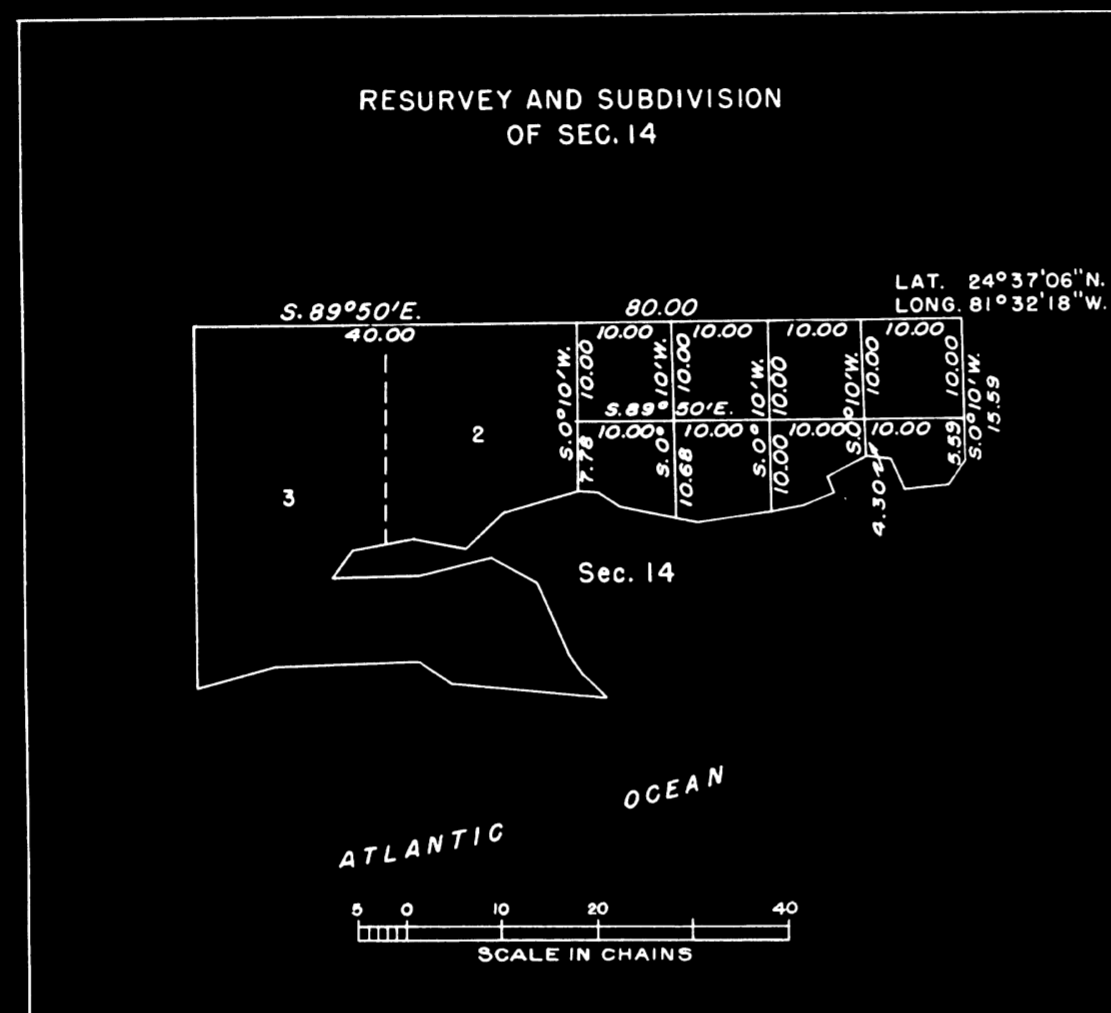 RESURVEY AND SUBDIVISION
OF SEC. 14
LAT. 24°37'06"N.
LONG. 81°32'18"W.
S. 89°50'E.
80.00
40.00
10.00
10.00
10.00
10.00
S. 0°10'W.
10.00
S. 0° 10'W.
10.00
S. 0° 10'W.
10.00
S. 0°10'W.
10.00
10.00
S. 0°10'W.
15.59
S. 89° 50'E.
10.00
10.00
10.00
10.00
2
3
7.78
10.68
10.00
4.30
5.59
Sec. 14
ATLANTIC OCEAN
5 0 10 20 40
SCALE IN CHAINS